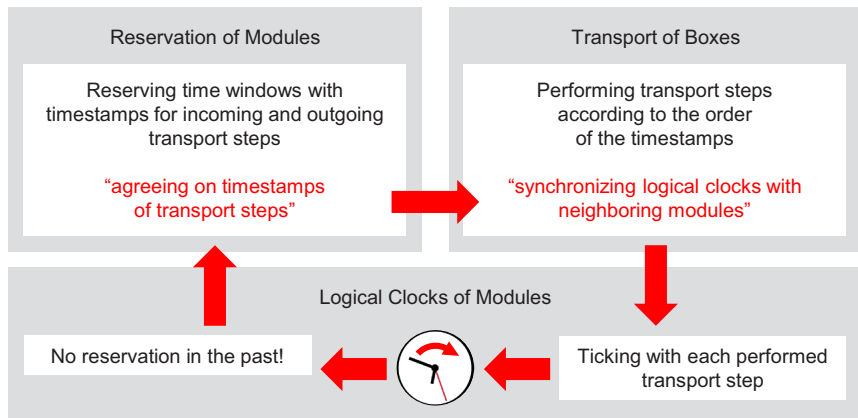 Reservation of Modules
Reserving time windows with
timestamps for incoming and outgoing
transport steps
“agreeing on timestamps
of transport steps”
Transport of Boxes
Performing transport steps
according to the order
of the timestamps
“synchronizing logical clocks with
neighboring modules”
Logical Clocks of Modules
No reservation in the past!
Ticking with each performed
transport step